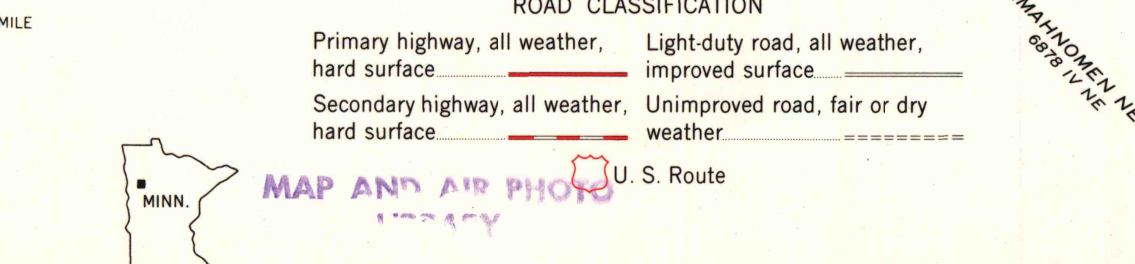 MILE
ROAD CLASSIFICATION
Primary highway, all weather,
hard surface
Light-duty road, all weather,
improved surface
Secondary highway, all weather,
hard surface
Unimproved road, fair or dry
weather
U. S. Route
MINN.
MAP AND AIR PHOTO
LIBRARY
MAHNOMEN NE
6878 IV NE